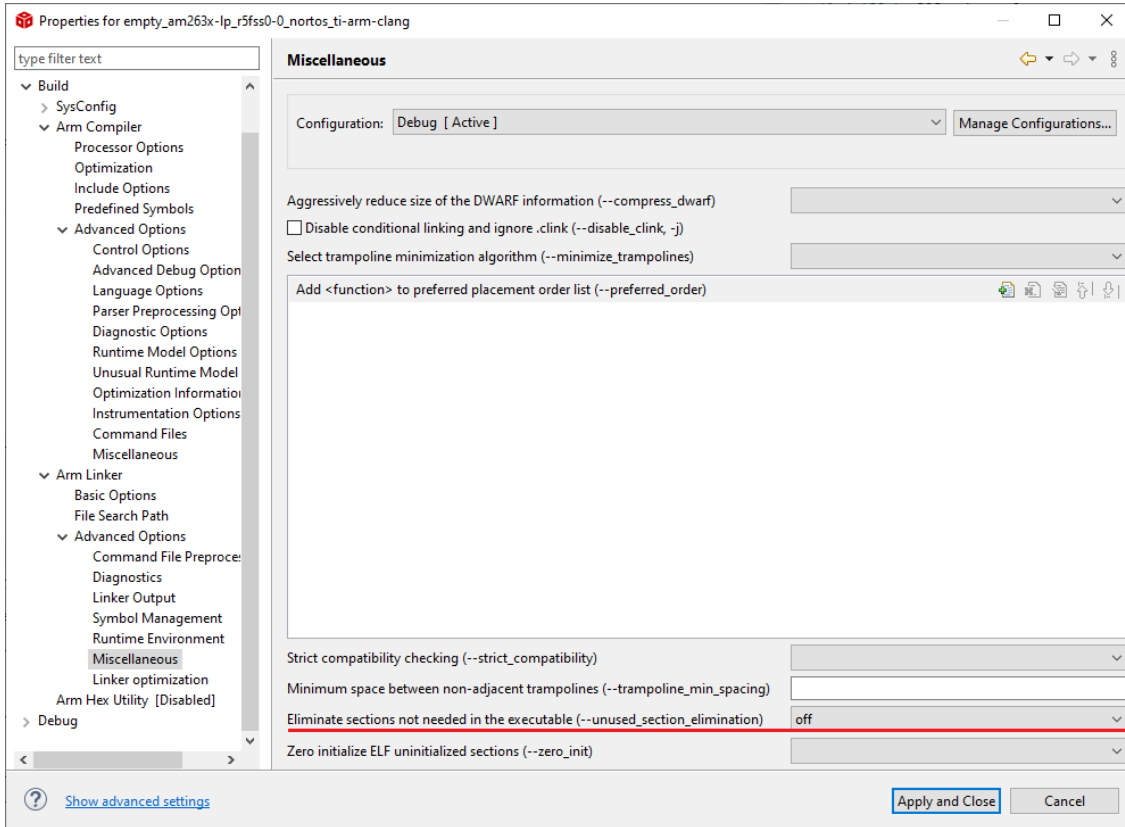 Properties for empty_am263x-lp_r5fss0-0_nortos_ti-arm-clang
type filter text
Build
SysConfig
Arm Compiler
Processor Options
Optimization
Include Options
Predefined Symbols
Advanced Options
Control Options
Advanced Debug Option
Language Options
Parser Preprocessing Opt
Diagnostic Options
Runtime Model Options
Unusual Runtime Model
Optimization Information
Instrumentation Options
Command Files
Miscellaneous
Arm Linker
Basic Options
File Search Path
Advanced Options
Command File Preproces
Diagnostics
Linker Output
Symbol Management
Runtime Environment
Miscellaneous
Linker optimization
Arm Hex Utility [Disabled]
Debug
Miscellaneous
Configuration: Debug [ Active ] Manage Configurations...
Aggressively reduce size of the DWARF information (--compress_dwarf)
Disable conditional linking and ignore .clink (--disable_clink, -j)
Select trampoline minimization algorithm (--minimize_trampolines)
Add <function> to preferred placement order list (--preferred_order)
Strict compatibility checking (--strict_compatibility)
Minimum space between non-adjacent trampolines (--trampoline_min_spacing)
Eliminate sections not needed in the executable (--unused_section_elimination) off
Zero initialize ELF uninitialized sections (--zero_init)
? Show advanced settings Apply and Close Cancel